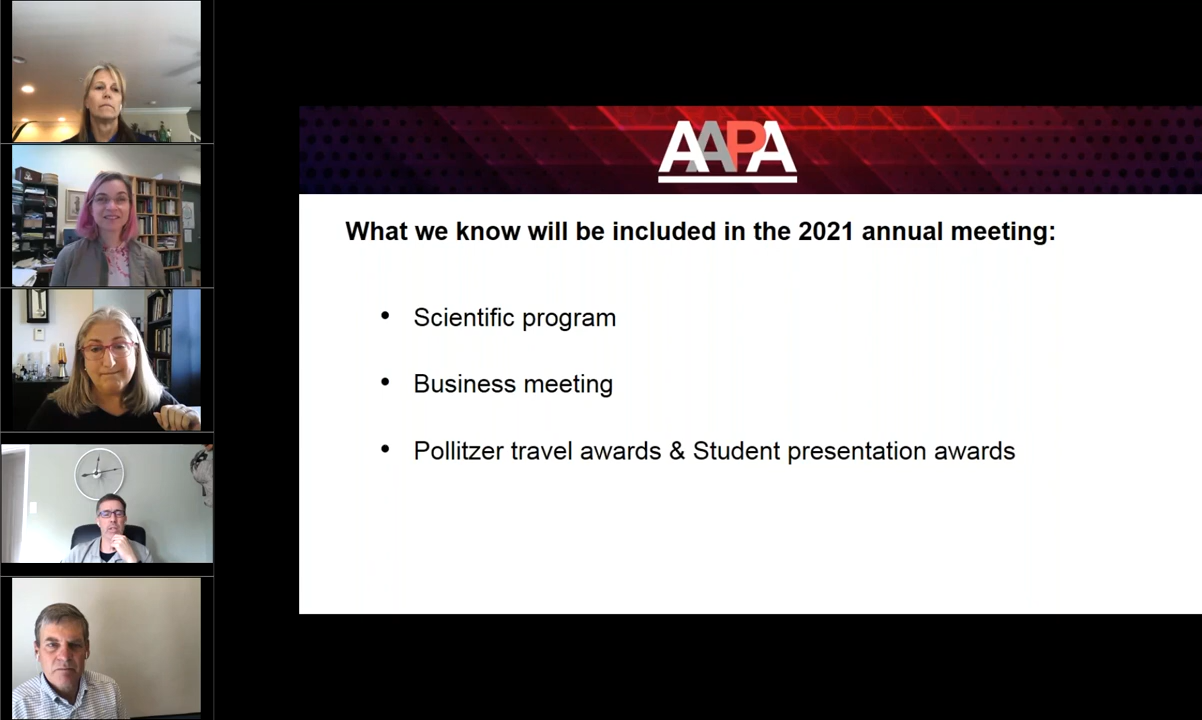 AAPA
What we know will be included in the 2021 annual meeting:
• Scientific program
• Business meeting
• Pollitzer travel awards & Student presentation awards